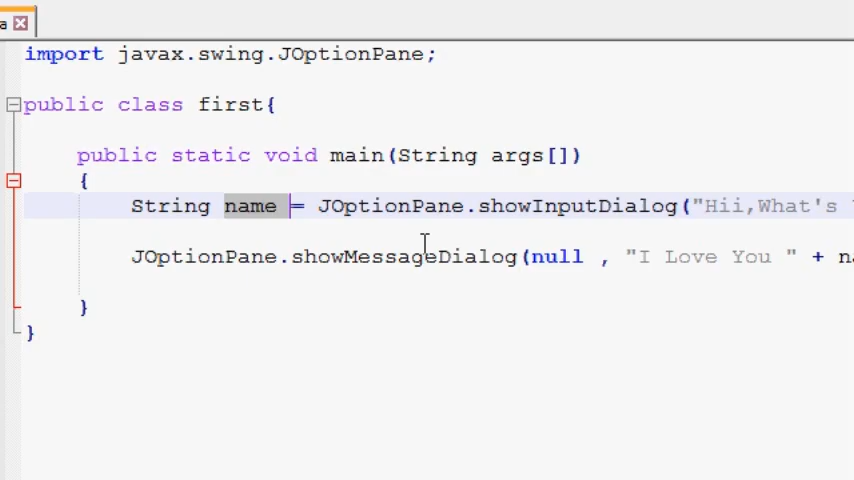 a
import javax.swing.JOptionPane;
public class first{
public static void main(String args[])
{
String name = JOptionPane.showInputDialog("Hii,What's
JOptionPane.showMessageDialog(null , "I Love You " + na
}
}